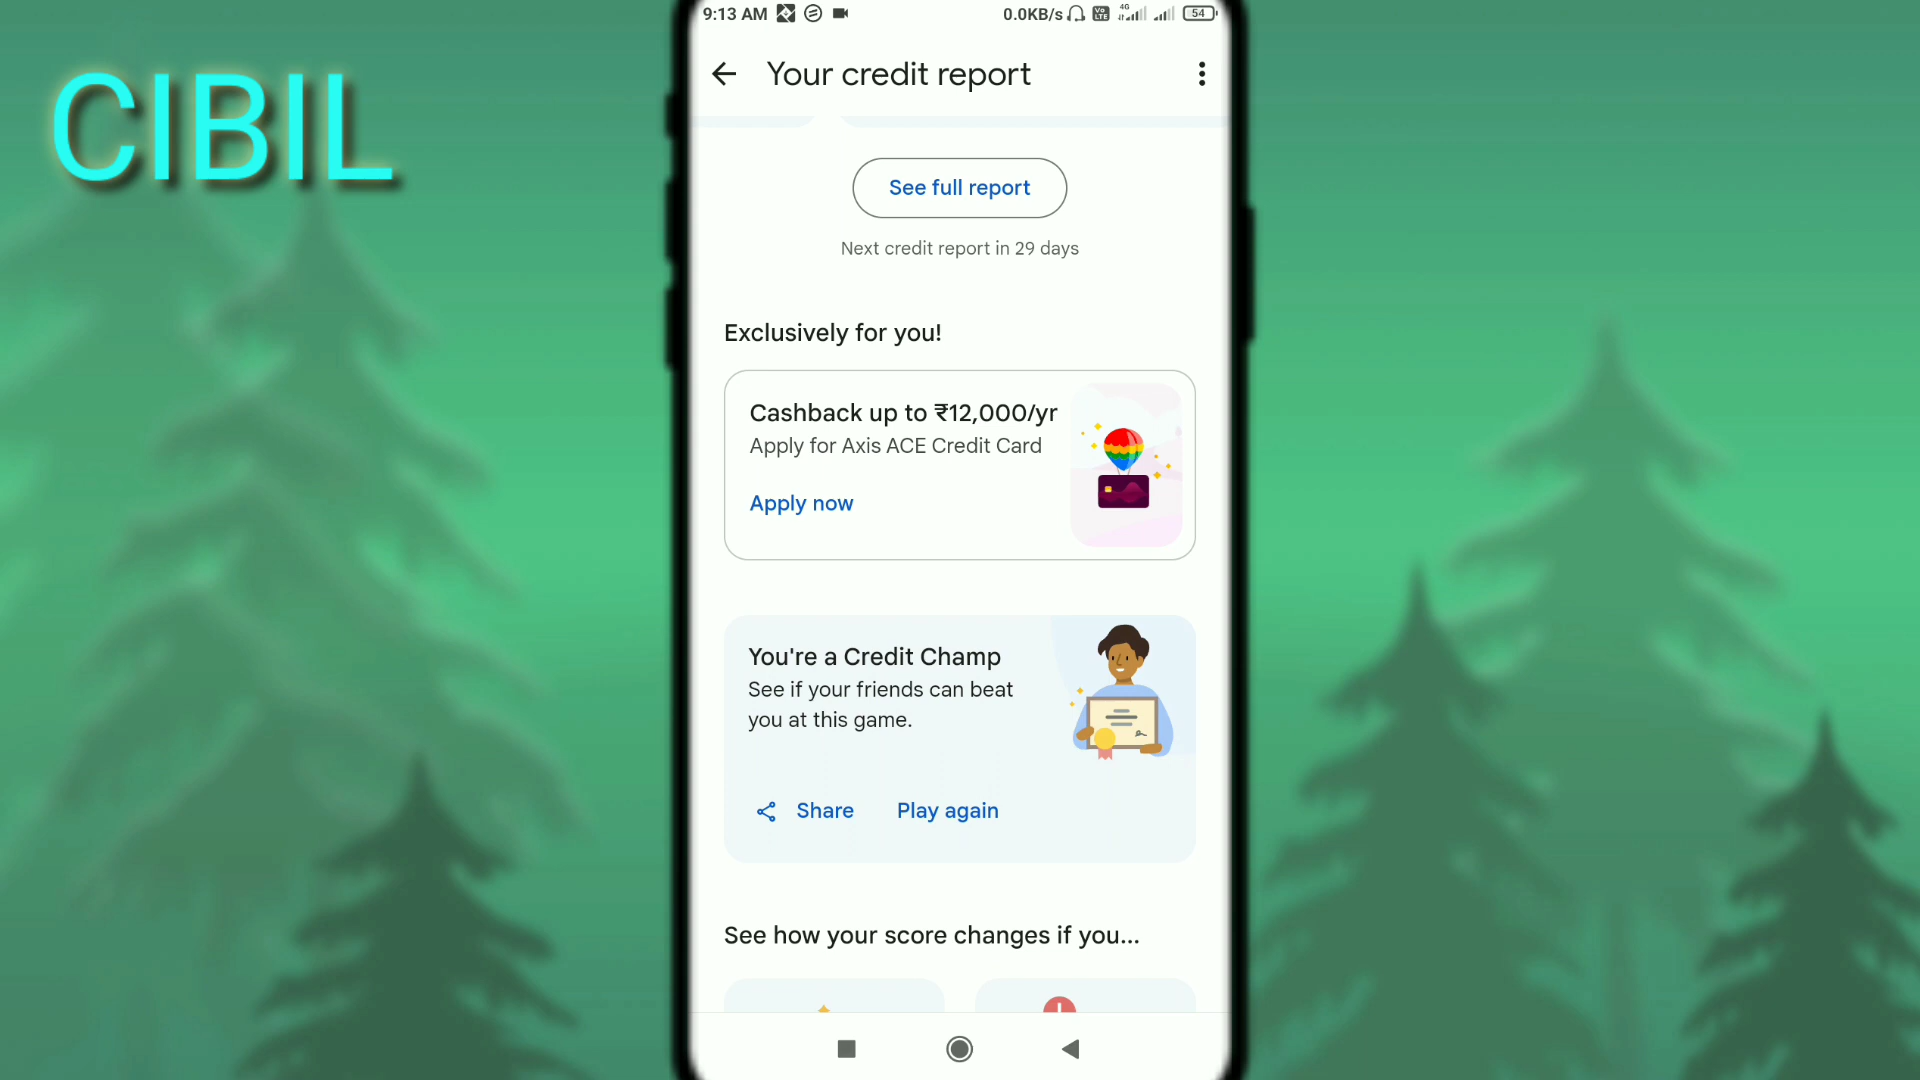 CIBIL
9:13 AM
0.0KB/s
Vo LTE
4G
54
Your credit report
See full report
Next credit report in 29 days
Exclusively for you!
Cashback up to ₹12,000/yr
Apply for Axis ACE Credit Card
Apply now
You're a Credit Champ
See if your friends can beat
you at this game.
Share
Play again
See how your score changes if you...